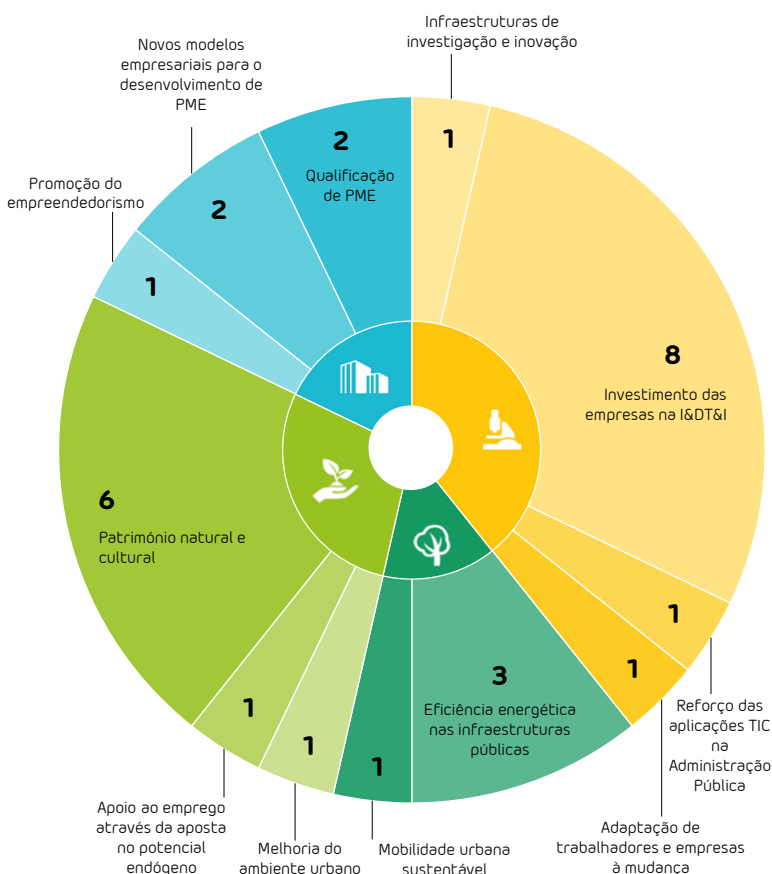 Infraestruturas de
investigação e inovação
1
8
Investimento das
empresas na I&DT&I
1
Reforço das
aplicações TIC
na
Administração
Pública
1
Adaptação de
trabalhadores e empresas
à mudança
3
Eficiência energética
nas infraestruturas
públicas
1
Mobilidade urbana
sustentável
1
Melhoria do
ambiente urbano
1
Apoio ao emprego
através da aposta
no potencial
endógeno
6
Património natural e
cultural
1
Promoção do
empreendedorismo
2
Novos modelos
empresariais para o
desenvolvimento de
PME
2
Qualificação
de PME